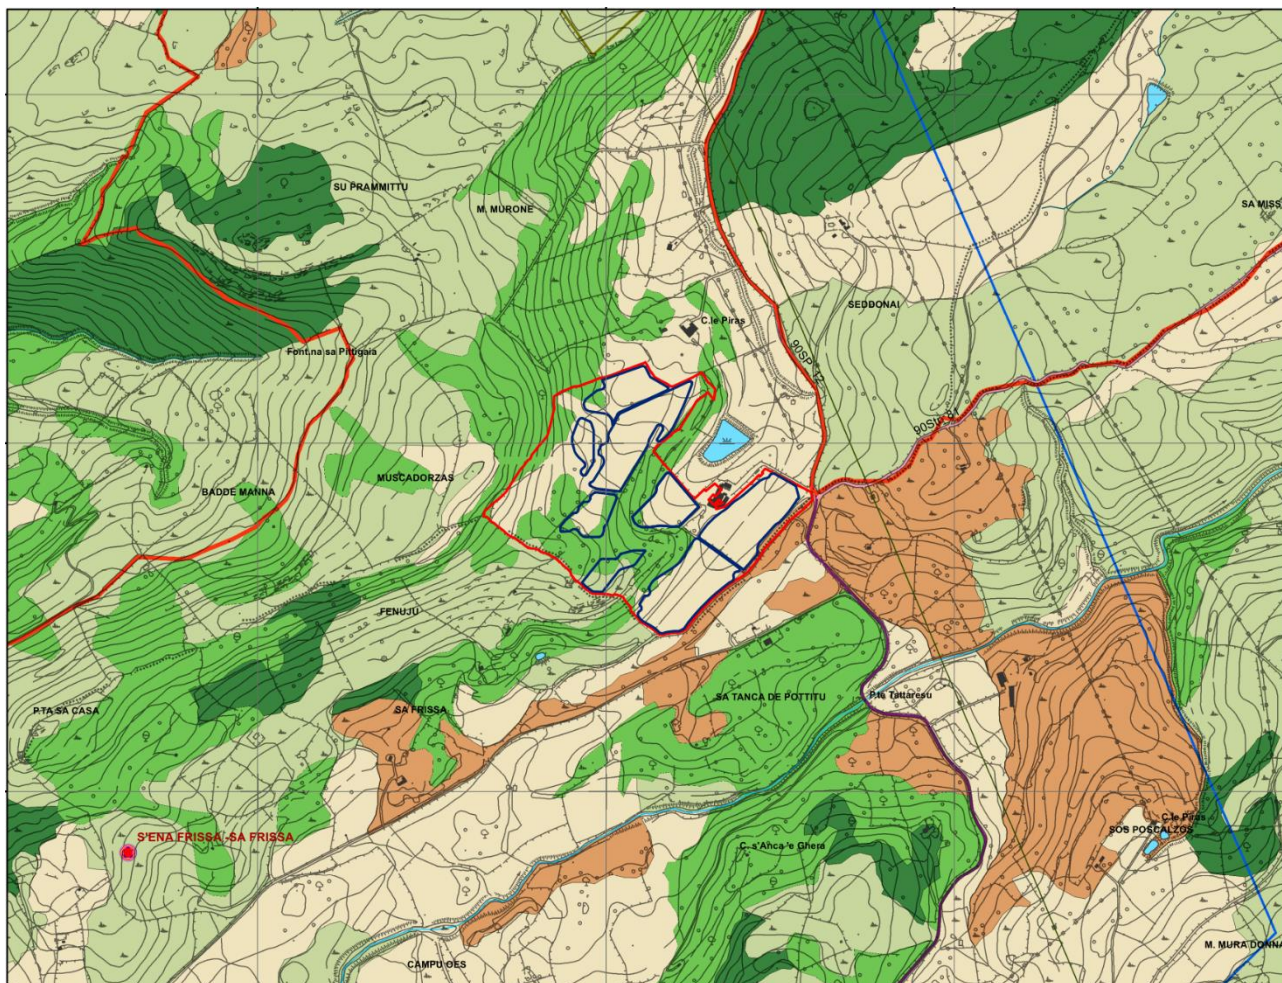 SU PRAMMITTU
M. MURONE
SA MISS
SEDDONAI
C.le Piras
Font.na sa Pittigaia
90SP 12
90Str 81
MUSCADORZAS
BADDE MANNA
FENUJU
P.TA SA CASA
SA FRISSA
SA TANCA DE POTTITU
P.te Tattaresu
S'ENA FRISSA -SA FRISSA
C.le Piras
SOS POSCALZOS
C. s'Anca 'e Ghera
M. MURA DONNA
CAMPU OES